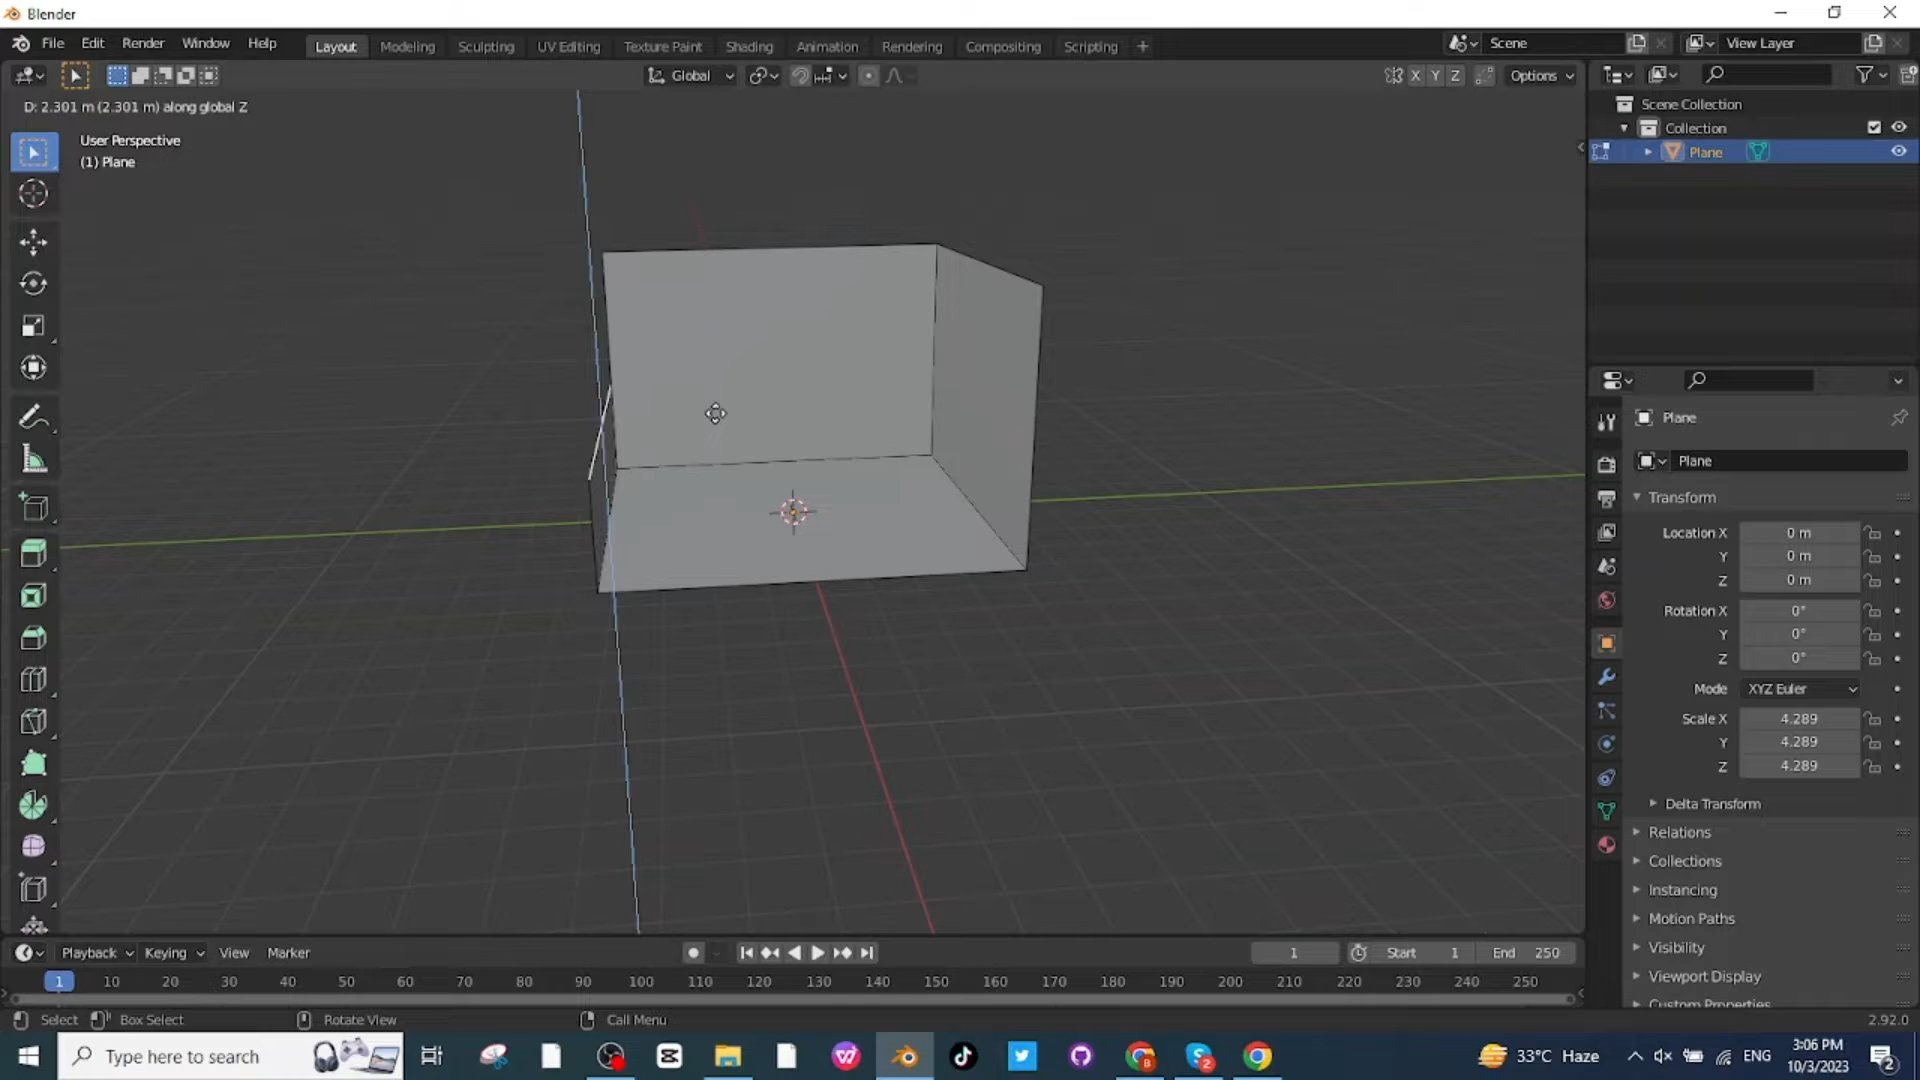 Blender
File Edit Render Window Help Layout Modeling Sculpting UV Editing Texture Paint Shading Animation Rendering Compositing Scripting + Scene View Layer
Global X Y Z Options
D: 2.301 m (2.301 m) along global Z
User Perspective
(1) Plane
Scene Collection
Collection
Plane
Plane
Plane
Transform
Location X 0 m
Y 0 m
Z 0 m
Rotation X 0°
Y 0°
Z 0°
Mode XYZ Euler
Scale X 4.289
Y 4.289
Z 4.289
Delta Transform
Relations
Collections
Instancing
Motion Paths
Visibility
Viewport Display
Custom Properties
Playback Keying View Marker 1 Start 1 End 250
1 10 20 30 40 50 60 70 80 90 100 110 120 130 140 150 160 170 180 190 200 210 220 230 240 250
Select Box Select Rotate View Call Menu 2.92.0
Type here to search 33°C Haze ENG 3:06 PM
10/3/2023